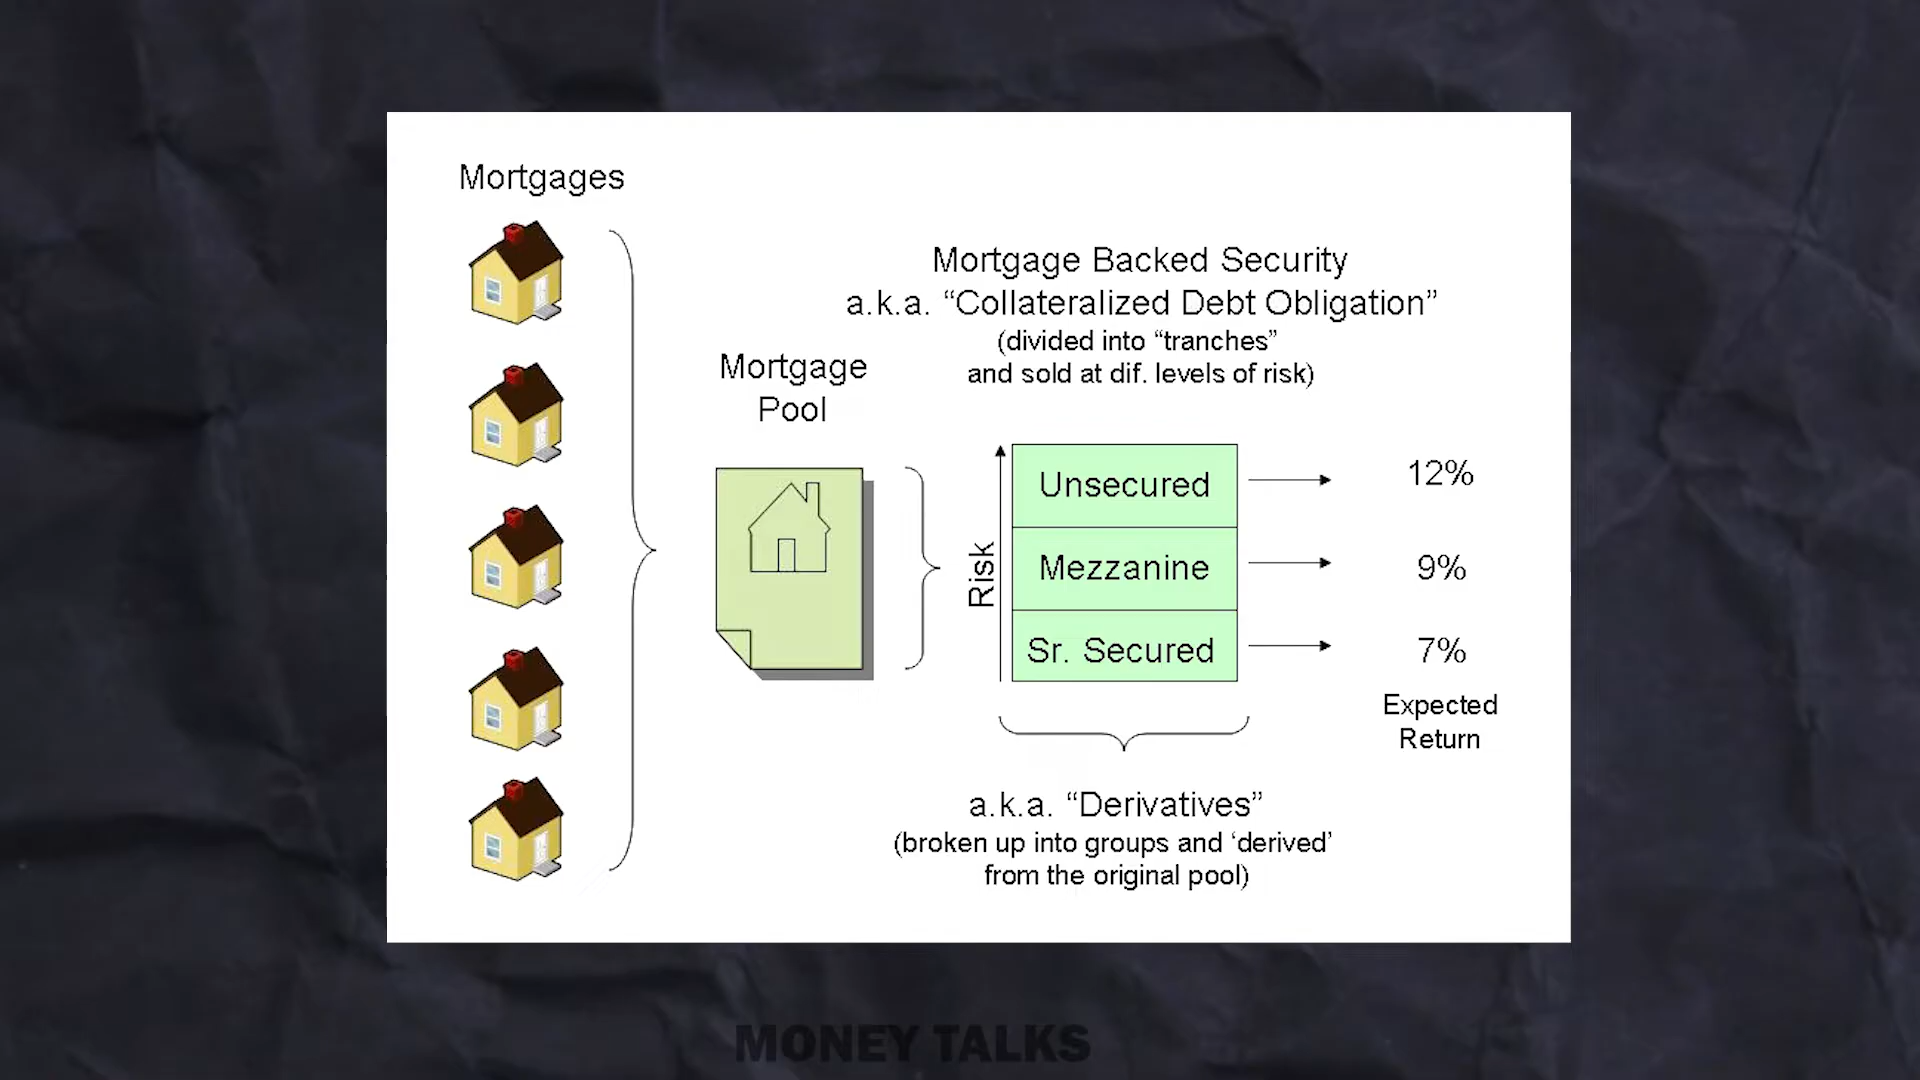 Mortgages
Mortgage Backed Security
a.k.a. “Collateralized Debt Obligation”
(divided into “tranches”
and sold at dif. levels of risk)
Mortgage
Pool
Risk
Unsecured
12%
Mezzanine
9%
Sr. Secured
7%
Expected
Return
a.k.a. “Derivatives”
(broken up into groups and ‘derived’
from the original pool)
MONEY TALKS